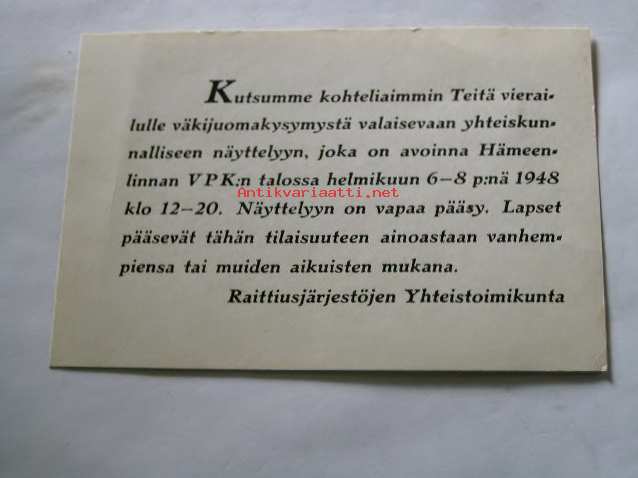 Kutsumme kohteliaimmin Teitä vierai-
lulle väkijuomakysymystä valaisevaan yhteiskun-
nalliseen näyttelyyn, joka on avoinna Hämeen-
linnan VPK:n talossa helmikuun 6–8 p:nä 1948
Antikvariaatti.net
klo 12–20. Näyttelyyn on vapaa pääsy. Lapset
pääsevät tähän tilaisuuteen ainoastaan vanhem-
piensa tai muiden aikuisten mukana.
Raittiusjärjestöjen Yhteistoimikunta